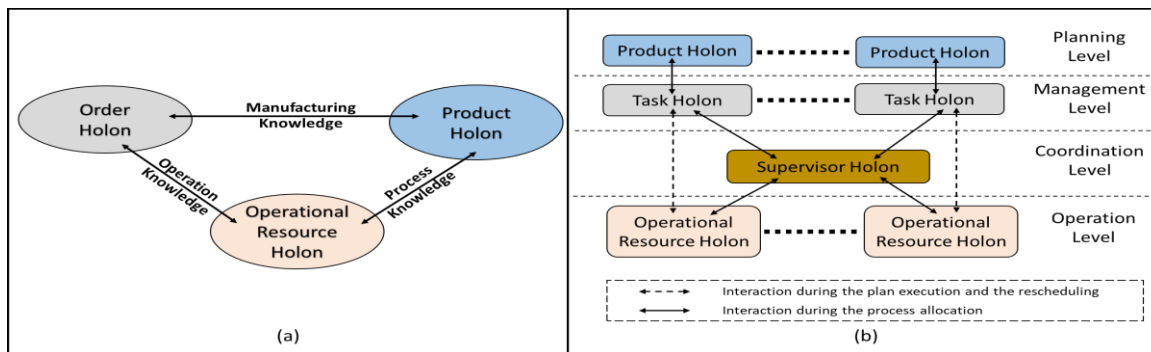 Order
Holon
Manufacturing
Knowledge
Product
Holon
Operation
Knowledge
Process
Knowledge
Operational
Resource
Holon
(a)
Product Holon
Product Holon
Planning
Level
Task Holon
Task Holon
Management
Level
Supervisor Holon
Coordination
Level
Operational
Resource Holon
Operational
Resource Holon
Operation
Level
Interaction during the plan execution and the rescheduling
Interaction during the process allocation
(b)